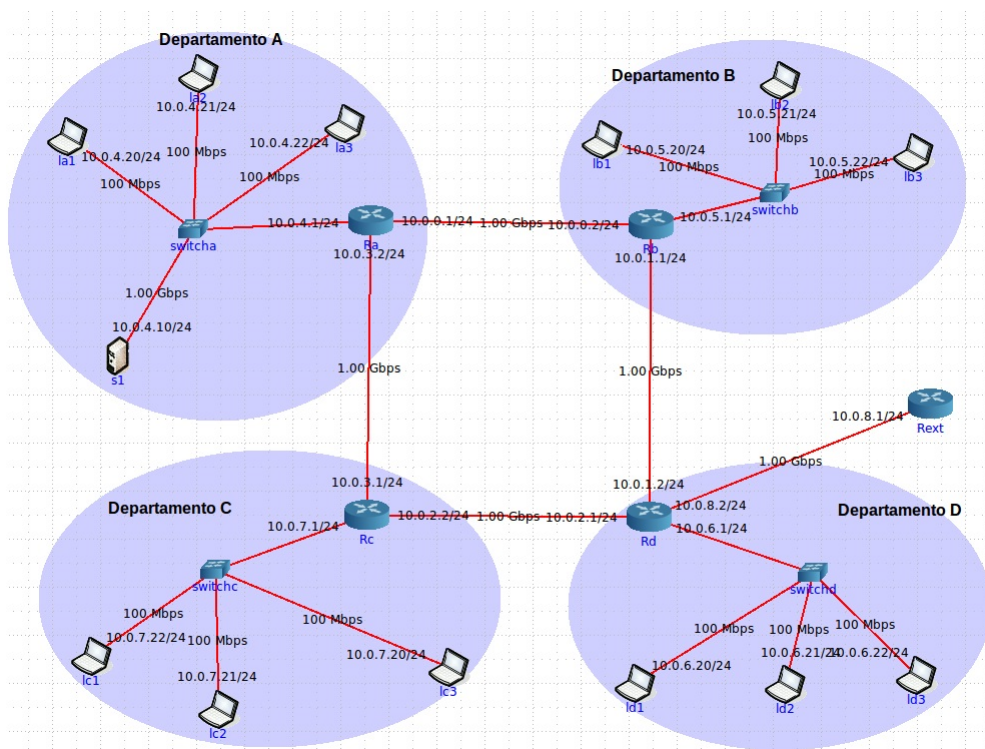 Departamento A
la2
10.0.4.21/24
la1
10.0.4.20/24
100 Mbps
10.0.4.22/24
la3
100 Mbps
100 Mbps
switcha
10.0.4.1/24
Ra
10.0.0.1/24
1.00 Gbps
10.0.0.2/24
10.0.3.2/24
1.00 Gbps
10.0.4.10/24
s1
Departamento B
lb2
10.0.5.21/24
lb1
10.0.5.20/24
100 Mbps
100 Mbps
10.0.5.22/24
100 Mbps
lb3
switchb
10.0.5.1/24
Rb
10.0.1.1/24
1.00 Gbps
1.00 Gbps
10.0.8.1/24
Rext
1.00 Gbps
Departamento C
10.0.3.1/24
10.0.7.1/24
Rc
10.0.2.2/24
1.00 Gbps
10.0.2.1/24
switchc
100 Mbps
100 Mbps
100 Mbps
10.0.7.22/24
lc1
10.0.7.21/24
lc2
10.0.7.20/24
lc3
Departamento D
10.0.1.2/24
10.0.8.2/24
10.0.6.1/24
Rd
switchd
100 Mbps
100 Mbps
100 Mbps
10.0.6.20/24
ld1
10.0.6.21/24
ld2
10.0.6.22/24
ld3